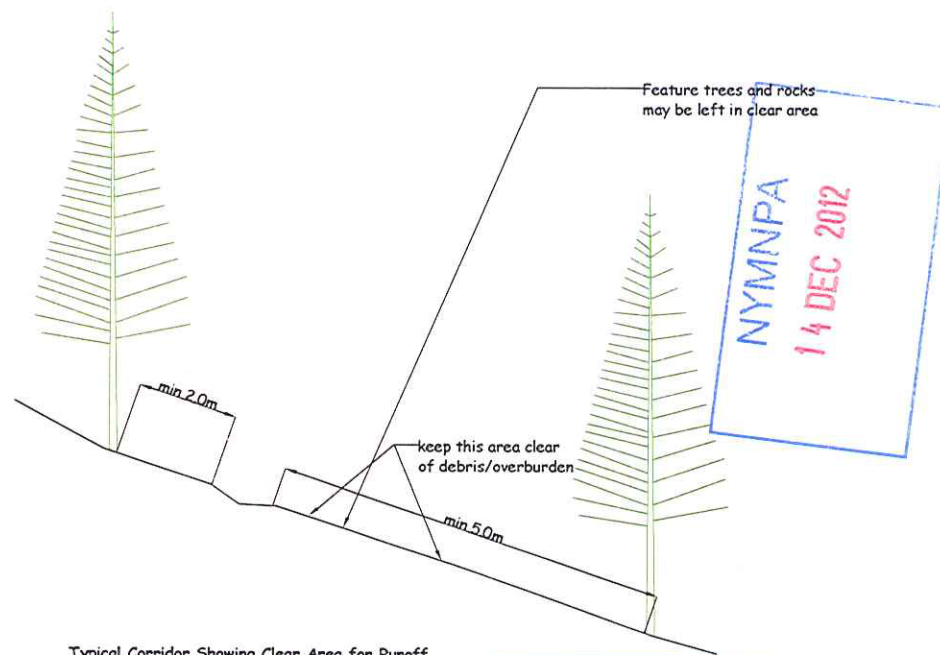 Feature trees and rocks
may be left in clear area
NYMNPA
14 DEC 2012
min 2.0m
keep this area clear
of debris/overburden
min 5.0m
Typical Corridor Showing Clear Area for Runoff